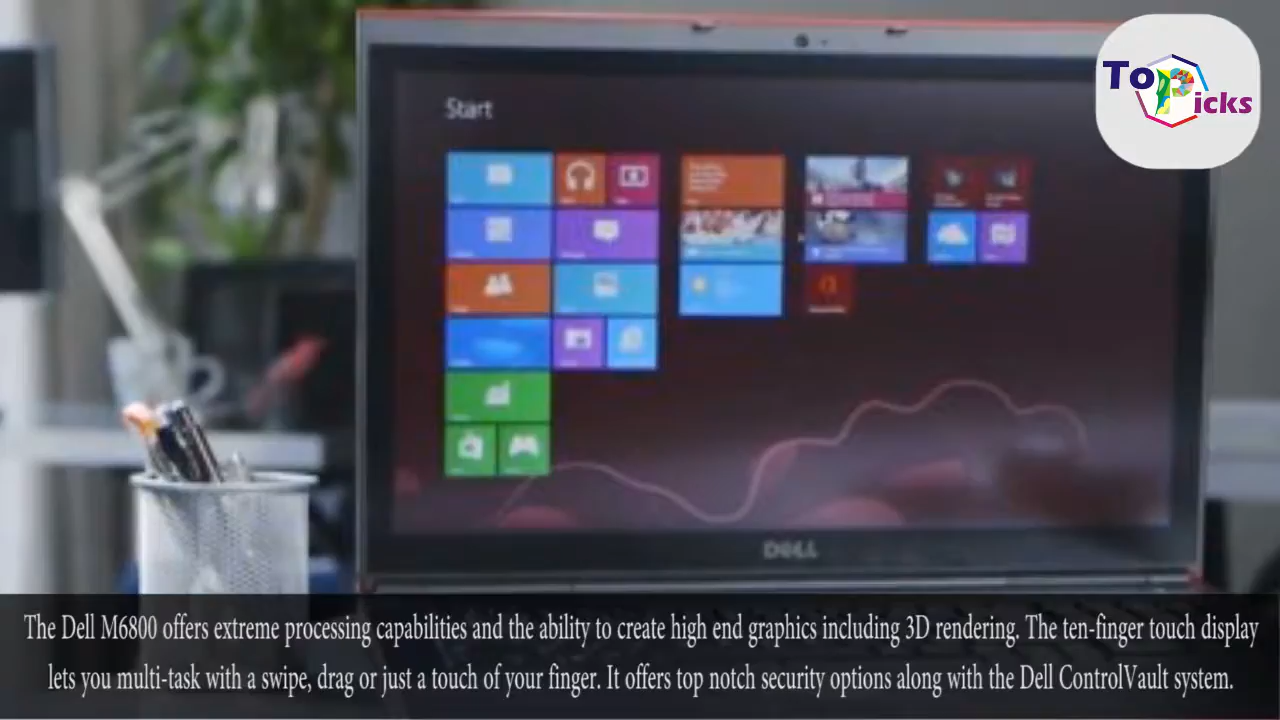 Top Picks
Start
DELL
The Dell M6800 offers extreme processing capabilities and the ability to create high end graphics including 3D rendering. The ten-finger touch display
lets you multi-task with a swipe, drag or just a touch of your finger. It offers top notch security options along with the Dell ControlVault system.